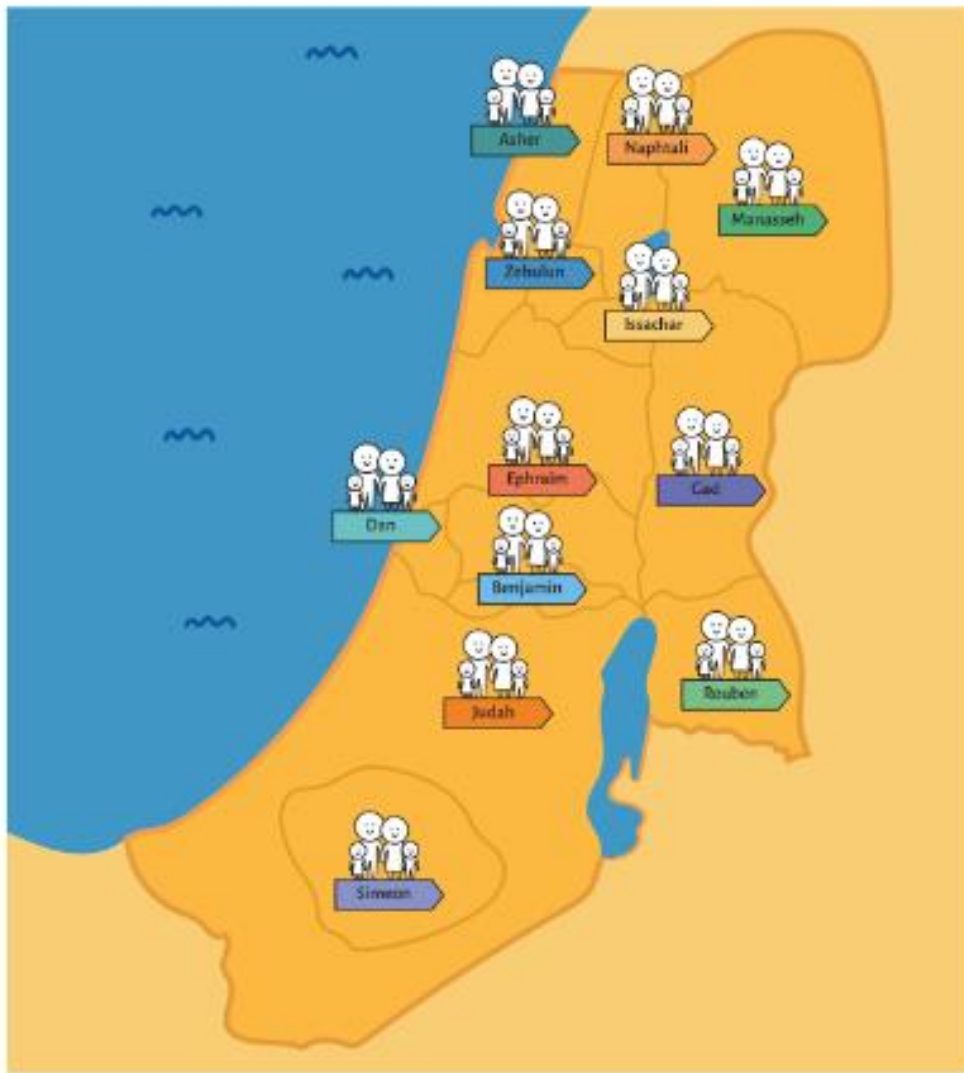 Asher
Naphtali
Manasseh
Zebulun
Issachar
Ephraim
Gad
Dan
Benjamin
Reuben
Judah
Simeon